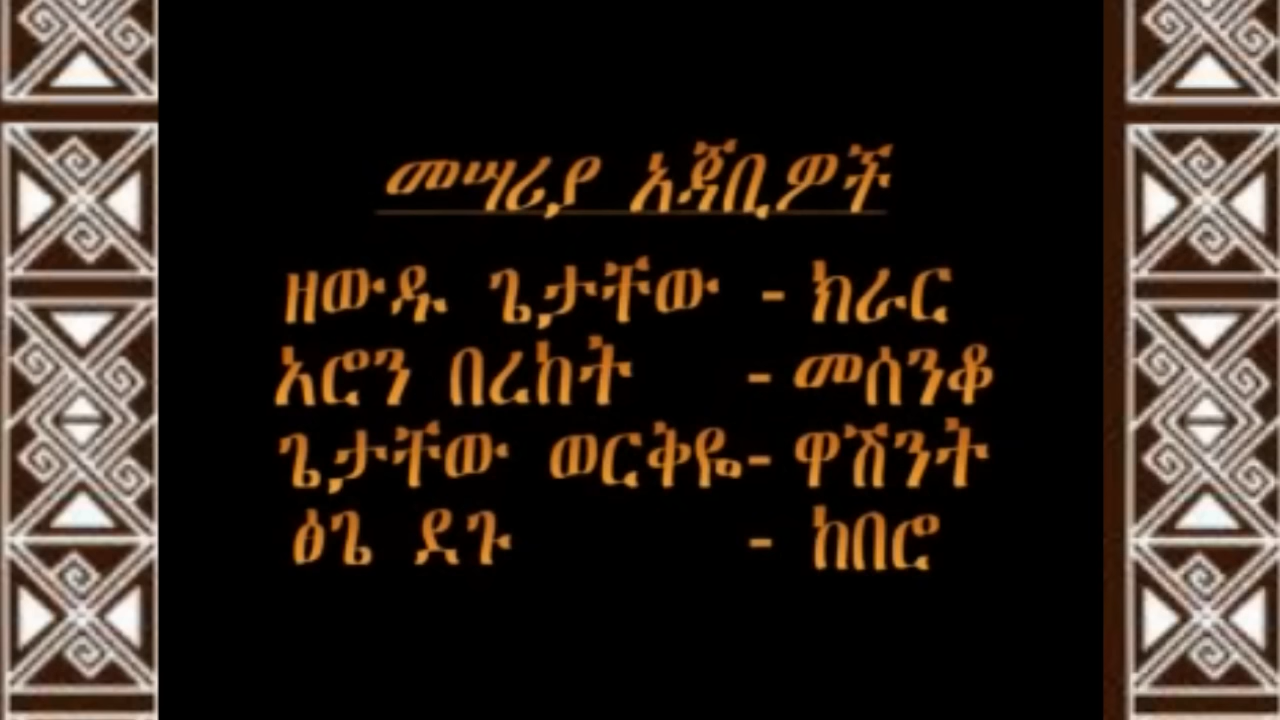 መሣሪያ አጃቢዎች
ዘውዱ ጌታቸው - ክራር
አሮን በረከት - መሰንቆ
ጌታቸው ወርቅዬ- ዋሽንት
ፅጌ ደጉ - ከበሮ